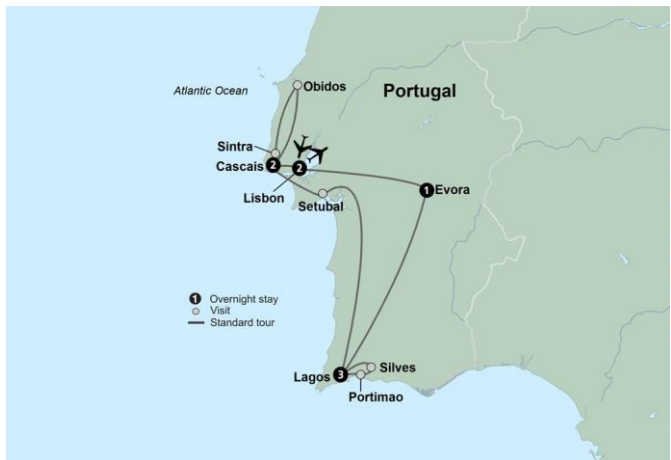 Obidos
Atlantic Ocean
Portugal
Sintra
Cascais
2
2
Lisbon
1
Evora
Setubal
1 Overnight stay
Visit
Standard tour
Lagos
3
Silves
Portimao